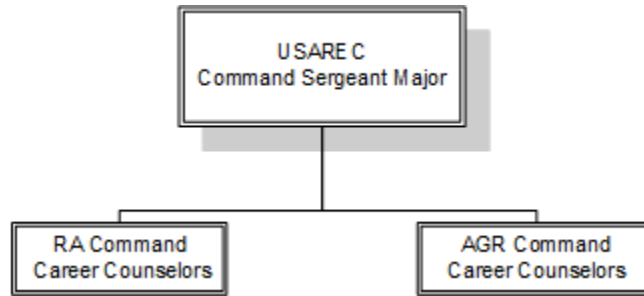 USAREC
Command Sergeant Major
RA Command
Career Counselors
AGR Command
Career Counselors